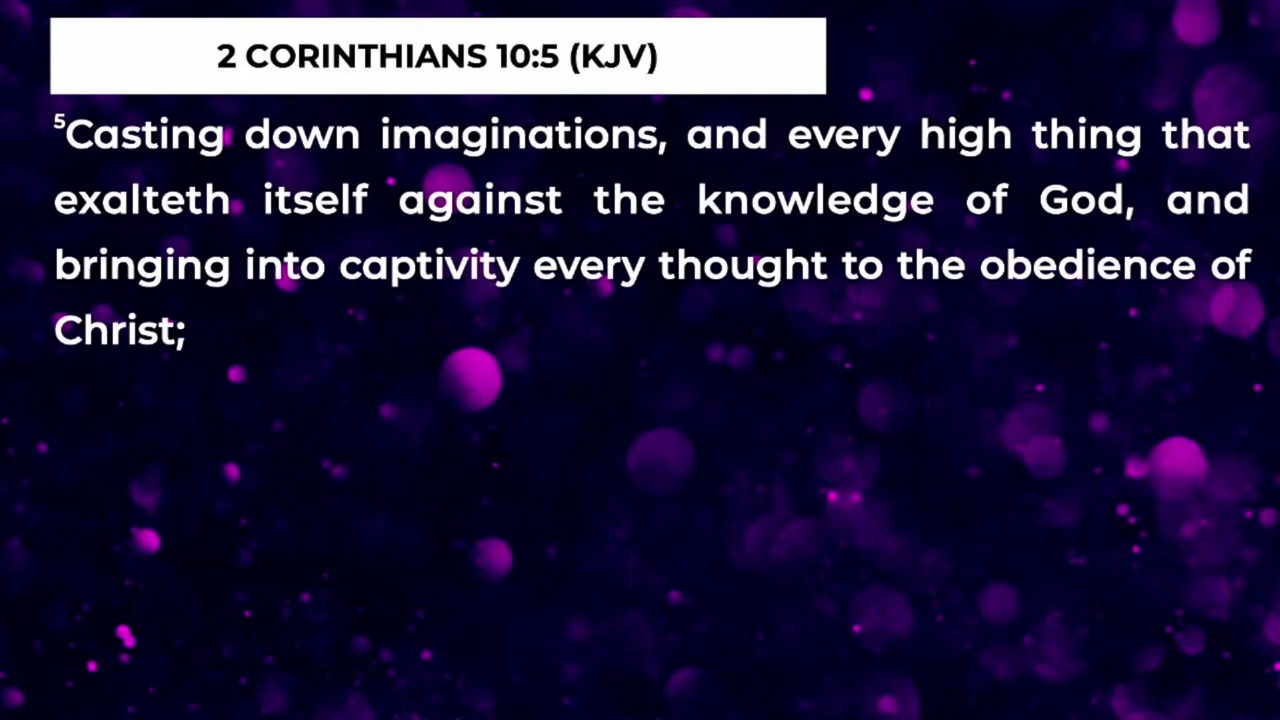 2 CORINTHIANS 10:5 (KJV)
⁵Casting down imaginations, and every high thing that
exalteth itself against the knowledge of God, and
bringing into captivity every thought to the obedience of
Christ;